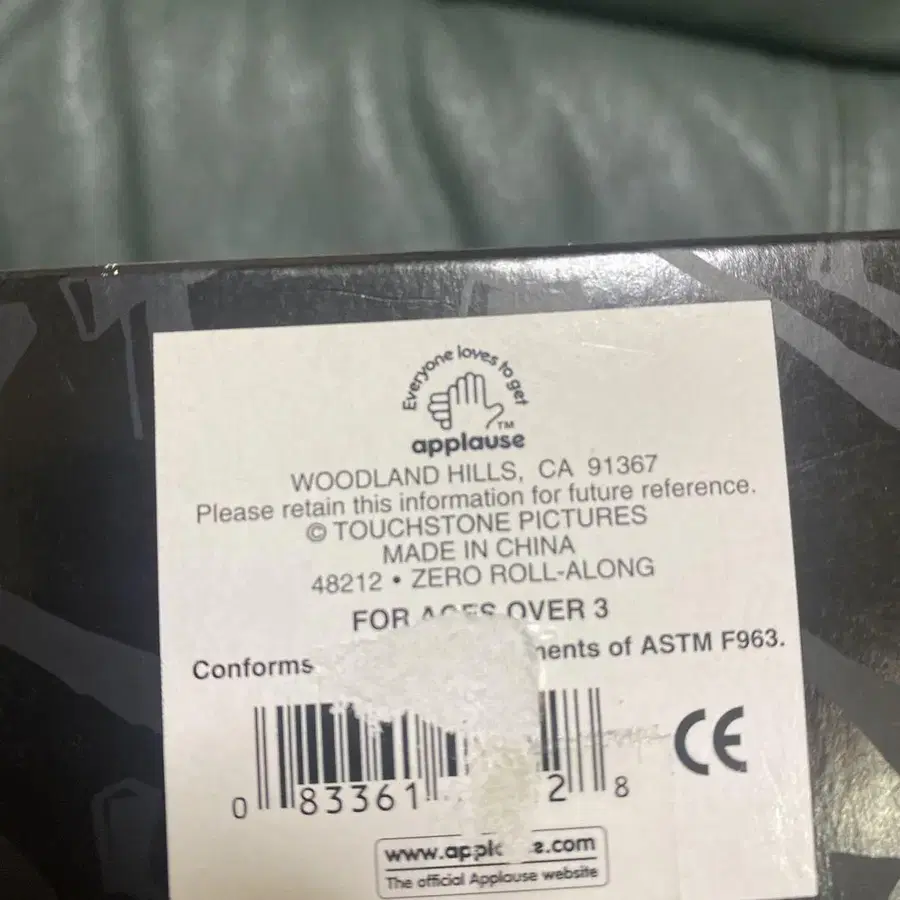 Everyone loves to get
applause™
WOODLAND HILLS, CA 91367
Please retain this information for future reference.
© TOUCHSTONE PICTURES
MADE IN CHINA
48212 • ZERO ROLL-ALONG
FOR AGES OVER 3
Conforms of ASTM F963.
CE
0 83361 2 8
The official Applause website